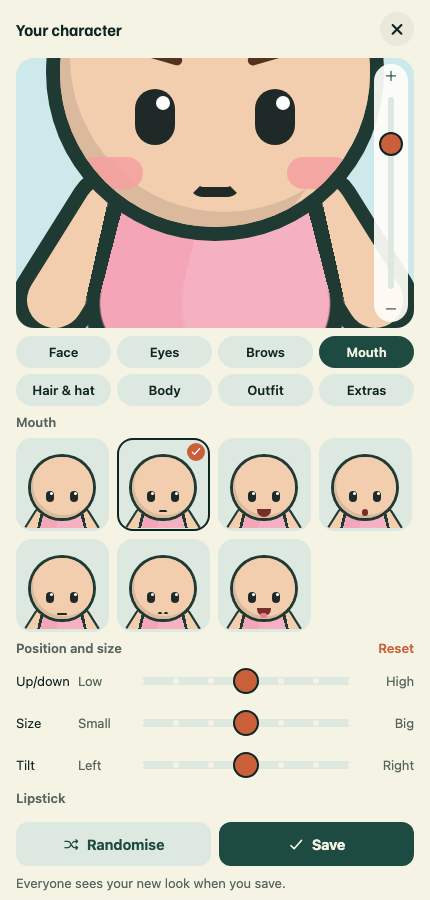 Your character
+
−
Face Eyes Brows Mouth
Hair & hat Body Outfit Extras
Mouth
Position and size Reset
Up/down Low High
Size Small Big
Tilt Left Right
Lipstick
Randomise Save
Everyone sees your new look when you save.